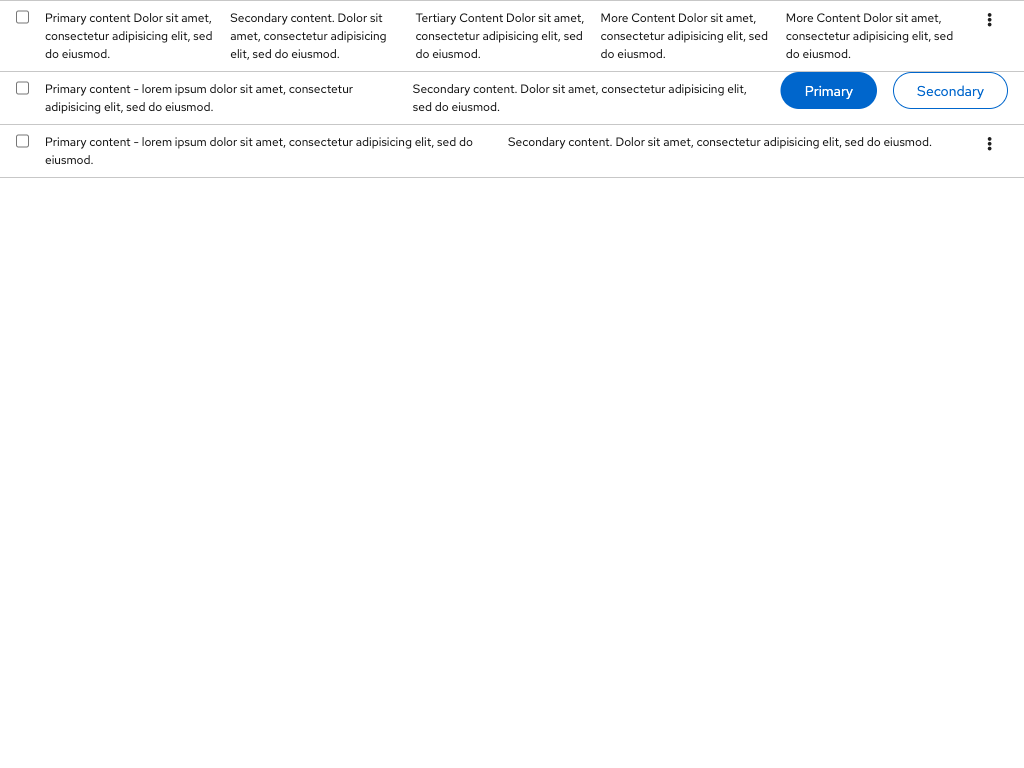 Primary content Dolor sit amet,
consectetur adipisicing elit, sed
do eiusmod.
Secondary content. Dolor sit
amet, consectetur adipisicing
elit, sed do eiusmod.
Tertiary Content Dolor sit amet,
consectetur adipisicing elit, sed
do eiusmod.
More Content Dolor sit amet,
consectetur adipisicing elit, sed
do eiusmod.
More Content Dolor sit amet,
consectetur adipisicing elit, sed
do eiusmod.
Primary content - lorem ipsum dolor sit amet, consectetur
adipisicing elit, sed do eiusmod.
Secondary content. Dolor sit amet, consectetur adipisicing elit,
sed do eiusmod.
Primary
Secondary
Primary content - lorem ipsum dolor sit amet, consectetur adipisicing elit, sed do
eiusmod.
Secondary content. Dolor sit amet, consectetur adipisicing elit, sed do eiusmod.